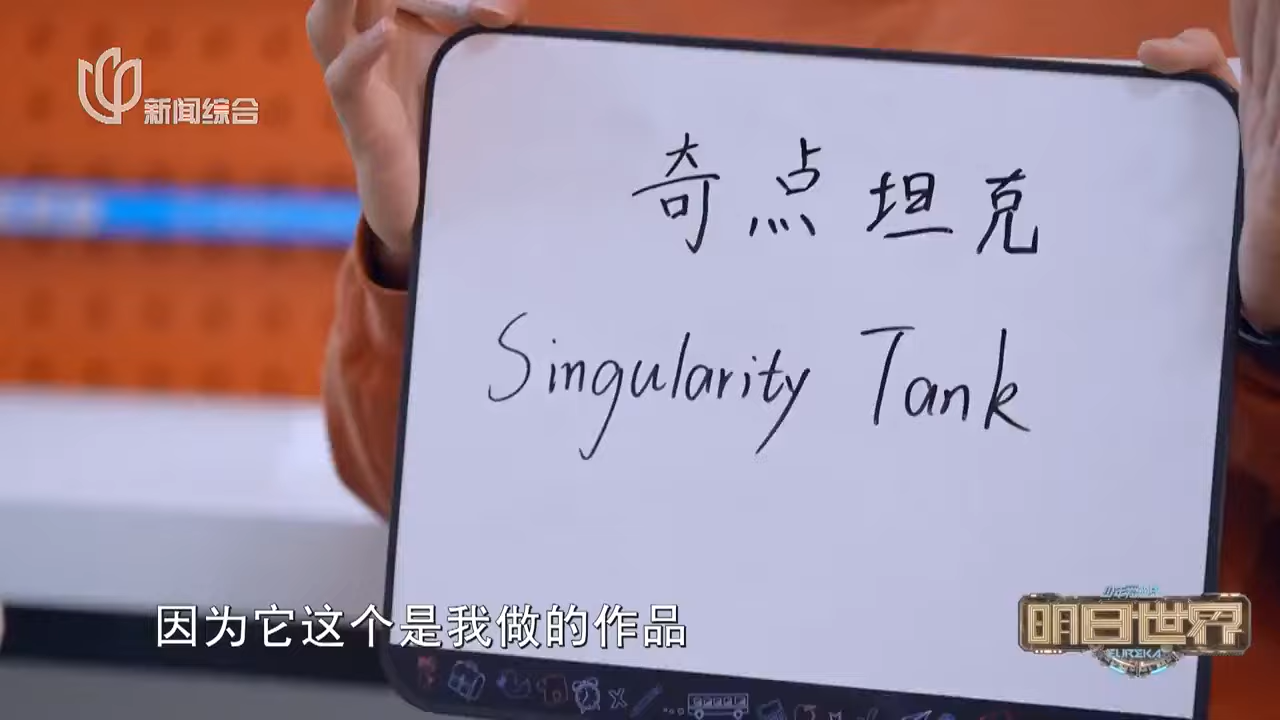 新闻综合
奇点坦克
Singularity Tank
因为它这个是我做的作品
明日世界
EUREKA